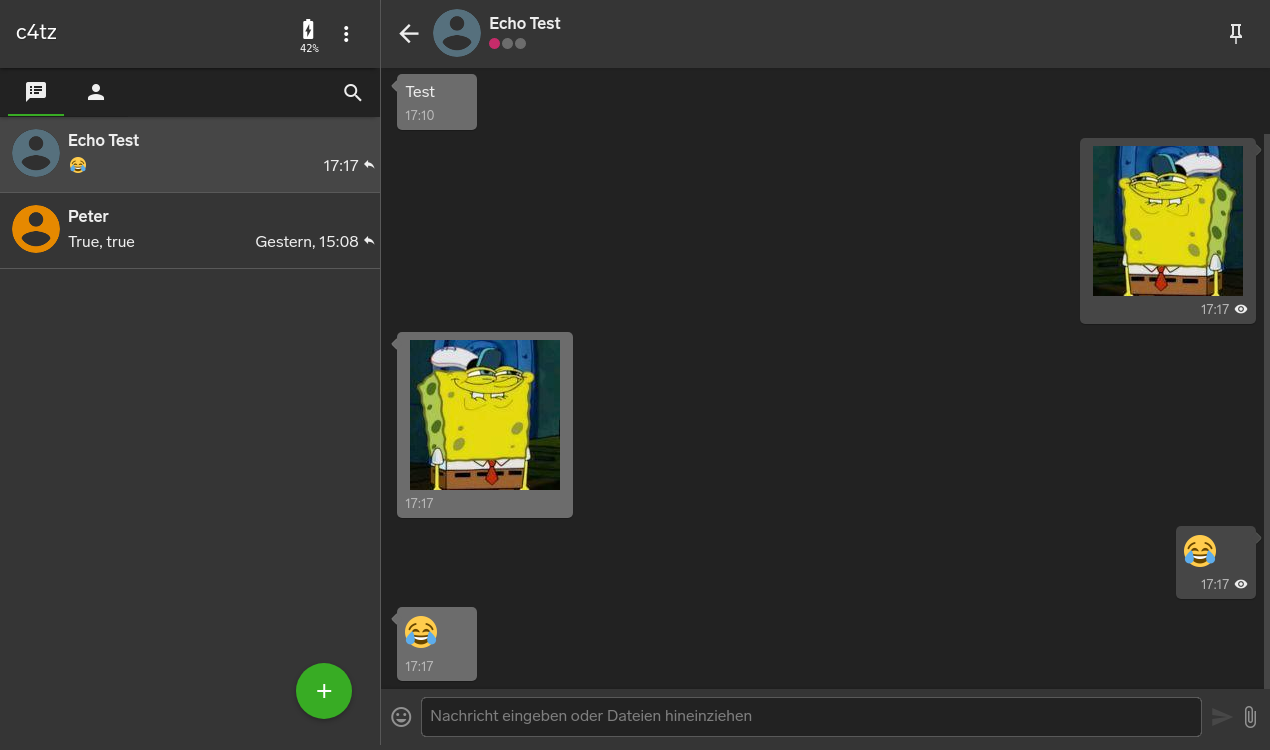 c4tz
42%
Echo Test
17:17
Peter
True, true
Gestern, 15:08
Echo Test
Test
17:10
17:17
17:17
17:17
17:17
Nachricht eingeben oder Dateien hineinziehen